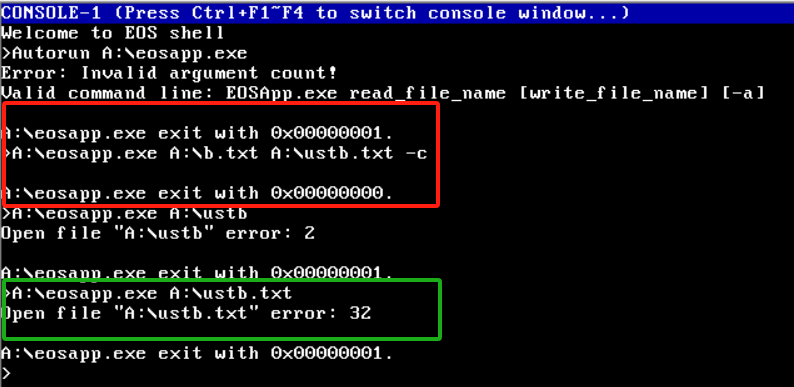 CONSOLE-1 (Press Ctrl+F1~F4 to switch console window...)
Welcome to EOS shell
>Autorun A:\eosapp.exe
Error: Invalid argument count!
Valid command line: EOSApp.exe read_file_name [write_file_name] [-a]
A:\eosapp.exe exit with 0x00000001.
>A:\eosapp.exe A:\b.txt A:\ustb.txt -c
A:\eosapp.exe exit with 0x00000000.
>A:\eosapp.exe A:\ustb
Open file "A:\ustb" error: 2
A:\eosapp.exe exit with 0x00000001.
>A:\eosapp.exe A:\ustb.txt
Open file "A:\ustb.txt" error: 32
A:\eosapp.exe exit with 0x00000001.
>